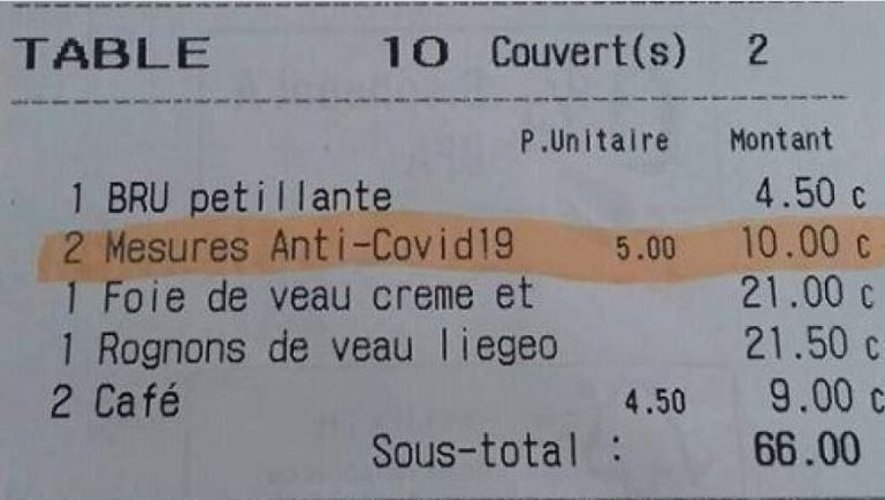 TABLE 10 Couvert(s) 2
P.Unitaire Montant
1 BRU petillante 4.50 c
2 Mesures Anti-Covid19 5.00 10.00 c
1 Foie de veau creme et 21.00 c
1 Rognons de veau liegeo 21.50 c
2 Café 4.50 9.00 c
Sous-total : 66.00